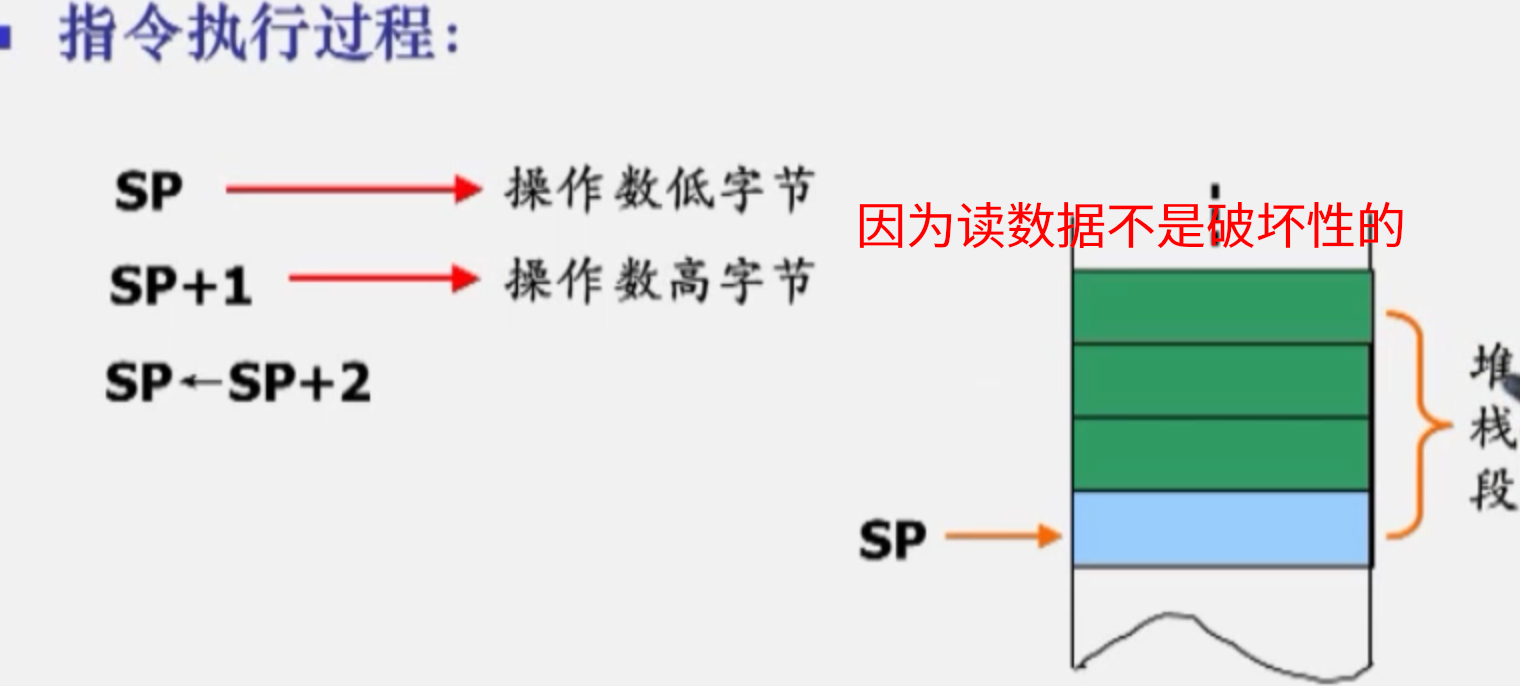 指令执行过程:
SP → 操作数低字节
SP+1 → 操作数高字节
SP←SP+2
因为读数据不是破坏性的
SP
堆
栈
段